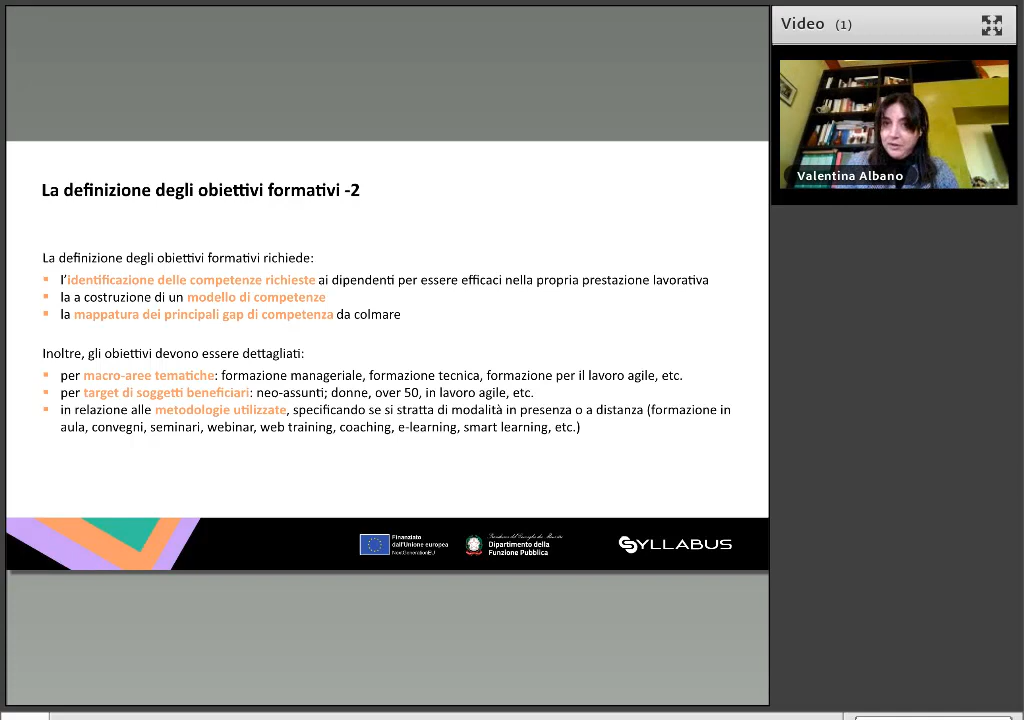 Video (1)
Valentina Albano
La definizione degli obiettivi formativi -2
La definizione degli obiettivi formativi richiede:
l'identificazione delle competenze richieste ai dipendenti per essere efficaci nella propria prestazione lavorativa
la a costruzione di un modello di competenze
la mappatura dei principali gap di competenza da colmare
Inoltre, gli obiettivi devono essere dettagliati:
per macro-aree tematiche: formazione manageriale, formazione tecnica, formazione per il lavoro agile, etc.
per target di soggetti beneficiari: neo-assunti; donne, over 50, in lavoro agile, etc.
in relazione alle metodologie utilizzate, specificando se si stratta di modalità in presenza o a distanza (formazione in
aula, convegni, seminari, webinar, web training, coaching, e-learning, smart learning, etc.)
Finanziato
dall'Unione europea
NextGenerationEU
Dipartimento della
Funzione Pubblica
SYLLABUS